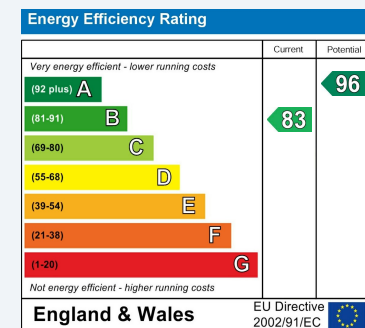 Energy Efficiency Rating
Current Potential
Very energy efficient - lower running costs
(92 plus) A 96
(81-91) B 83
(69-80) C
(55-68) D
(39-54) E
(21-38) F
(1-20) G
Not energy efficient - higher running costs
England & Wales
EU Directive
2002/91/EC